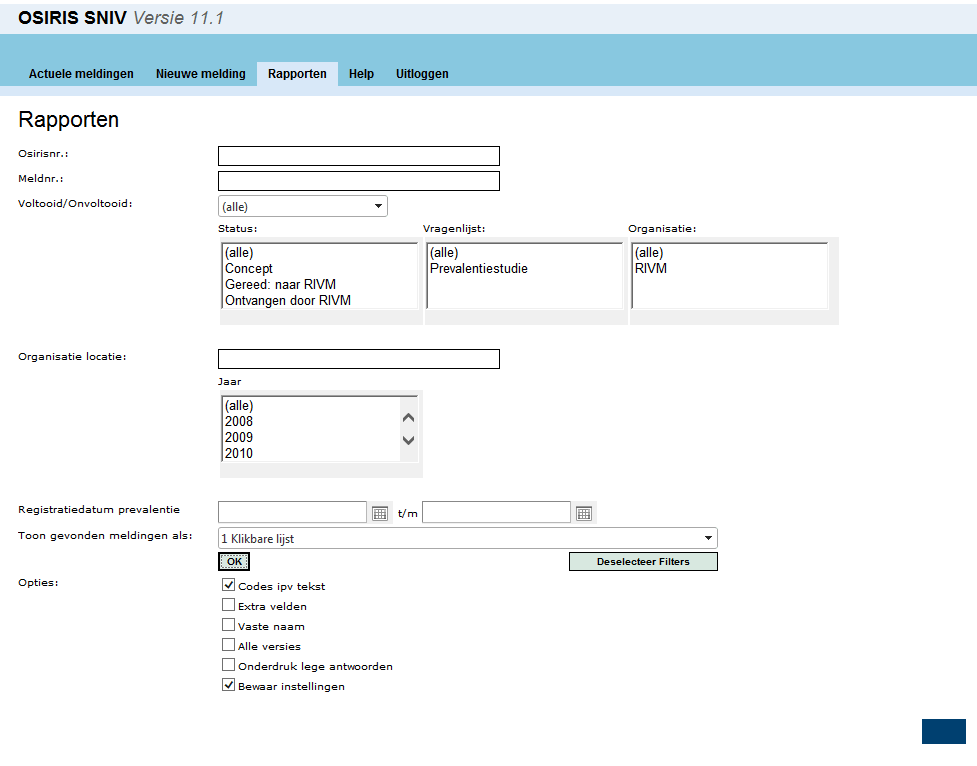 OSIRIS SNIV Versie 11.1
Actuele meldingen Nieuwe melding Rapporten Help Uitloggen
Rapporten
Osirisnr.:
Meldnr.:
Voltooid/Onvoltooid: (alle)
Status: Vragenlijst: Organisatie:
(alle) (alle) (alle)
Concept Prevalentiestudie RIVM
Gereed: naar RIVM
Ontvangen door RIVM
Organisatie locatie:
Jaar
(alle)
2008
2009
2010
Registratiedatum prevalentie t/m
Toon gevonden meldingen als: 1 Klikbare lijst
OK Deselecteer Filters
Opties: Codes ipv tekst
Extra velden
Vaste naam
Alle versies
Onderdruk lege antwoorden
Bewaar instellingen